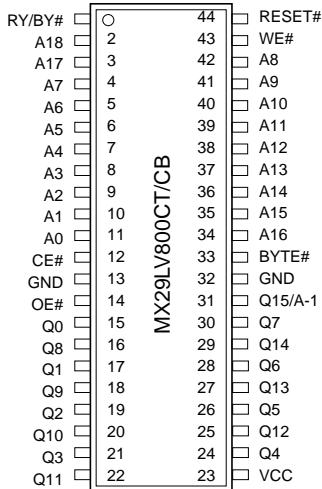 RY/BY# 44 RESET#
A18 2 43 WE#
A17 3 42 A8
A7 4 41 A9
A6 5 40 A10
A5 6 39 A11
A4 7 38 A12
A3 8 37 A13
A2 9 36 A14
A1 10 35 A15
A0 11 34 A16
CE# 12 33 BYTE#
GND 13 32 GND
OE# 14 31 Q15/A-1
Q0 15 30 Q7
Q8 16 29 Q14
Q1 17 28 Q6
Q9 18 27 Q13
Q2 19 26 Q5
Q10 20 25 Q12
Q3 21 24 Q4
Q11 22 23 VCC
MX29LV800CT/CB